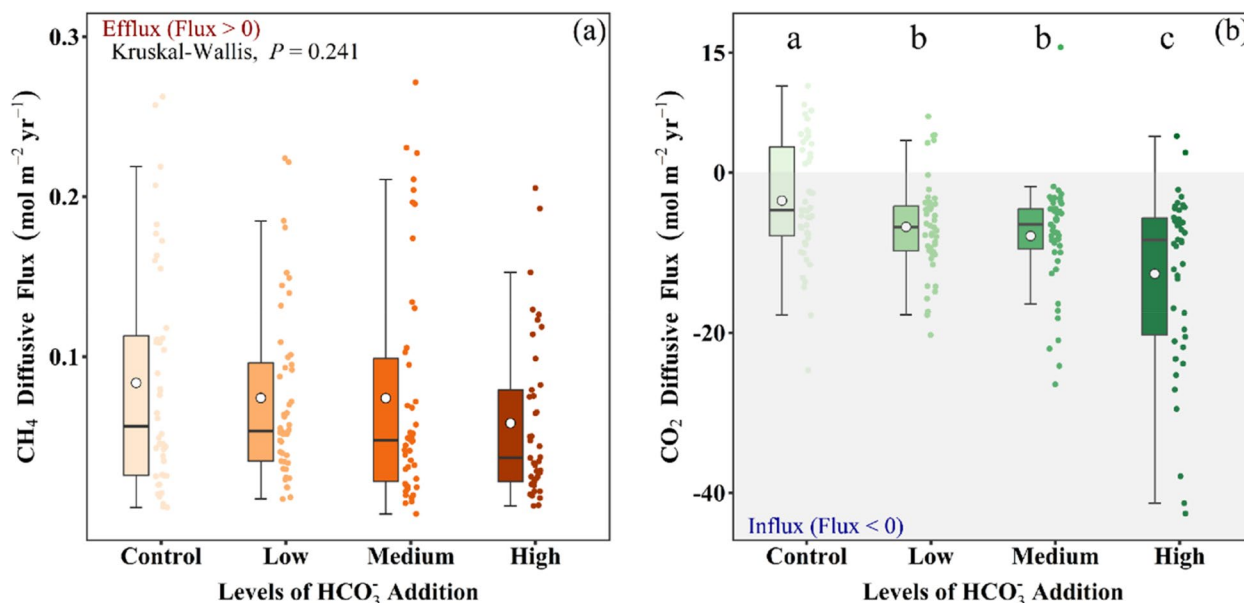 Efflux (Flux > 0)
Kruskal-Wallis, P = 0.241
(a)
0.3
0.2
0.1
CH₄ Diffusive Flux (mol m⁻² yr⁻¹)
Control Low Medium High
Levels of HCO₃⁻ Addition
a b b c
(b)
15
0
-20
-40
CO₂ Diffusive Flux (mol m⁻² yr⁻¹)
Influx (Flux < 0)
Control Low Medium High
Levels of HCO₃⁻ Addition